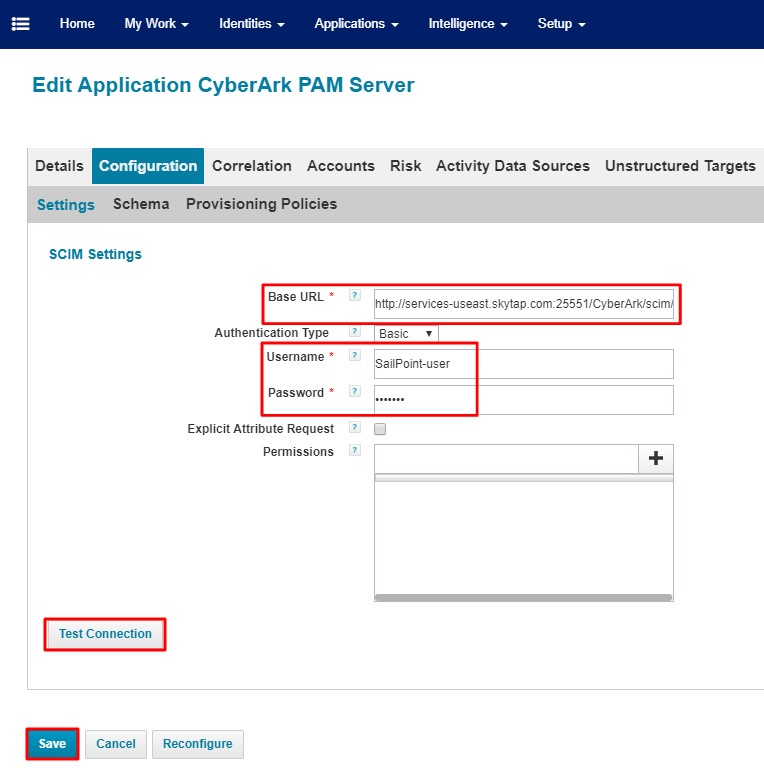 Home My Work Identities Applications Intelligence Setup
Edit Application CyberArk PAM Server
Details Configuration Correlation Accounts Risk Activity Data Sources Unstructured Targets
Settings Schema Provisioning Policies
SCIM Settings
Base URL * ? http://services-useast.skytap.com:25551/CyberArk/scim/
Authentication Type ? Basic
Username * ? SailPoint-user
Password * ? •••••••
Explicit Attribute Request ?
Permissions ?
Test Connection
Save Cancel Reconfigure